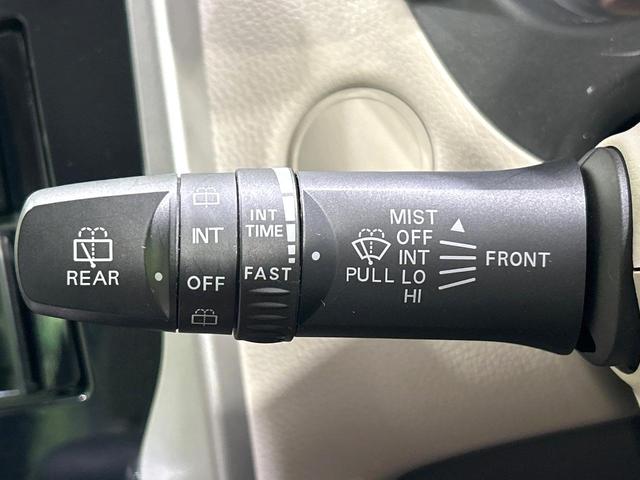 REAR
INT
OFF
INT
TIME
FAST
PULL
MIST
OFF
INT
LO
HI
FRONT